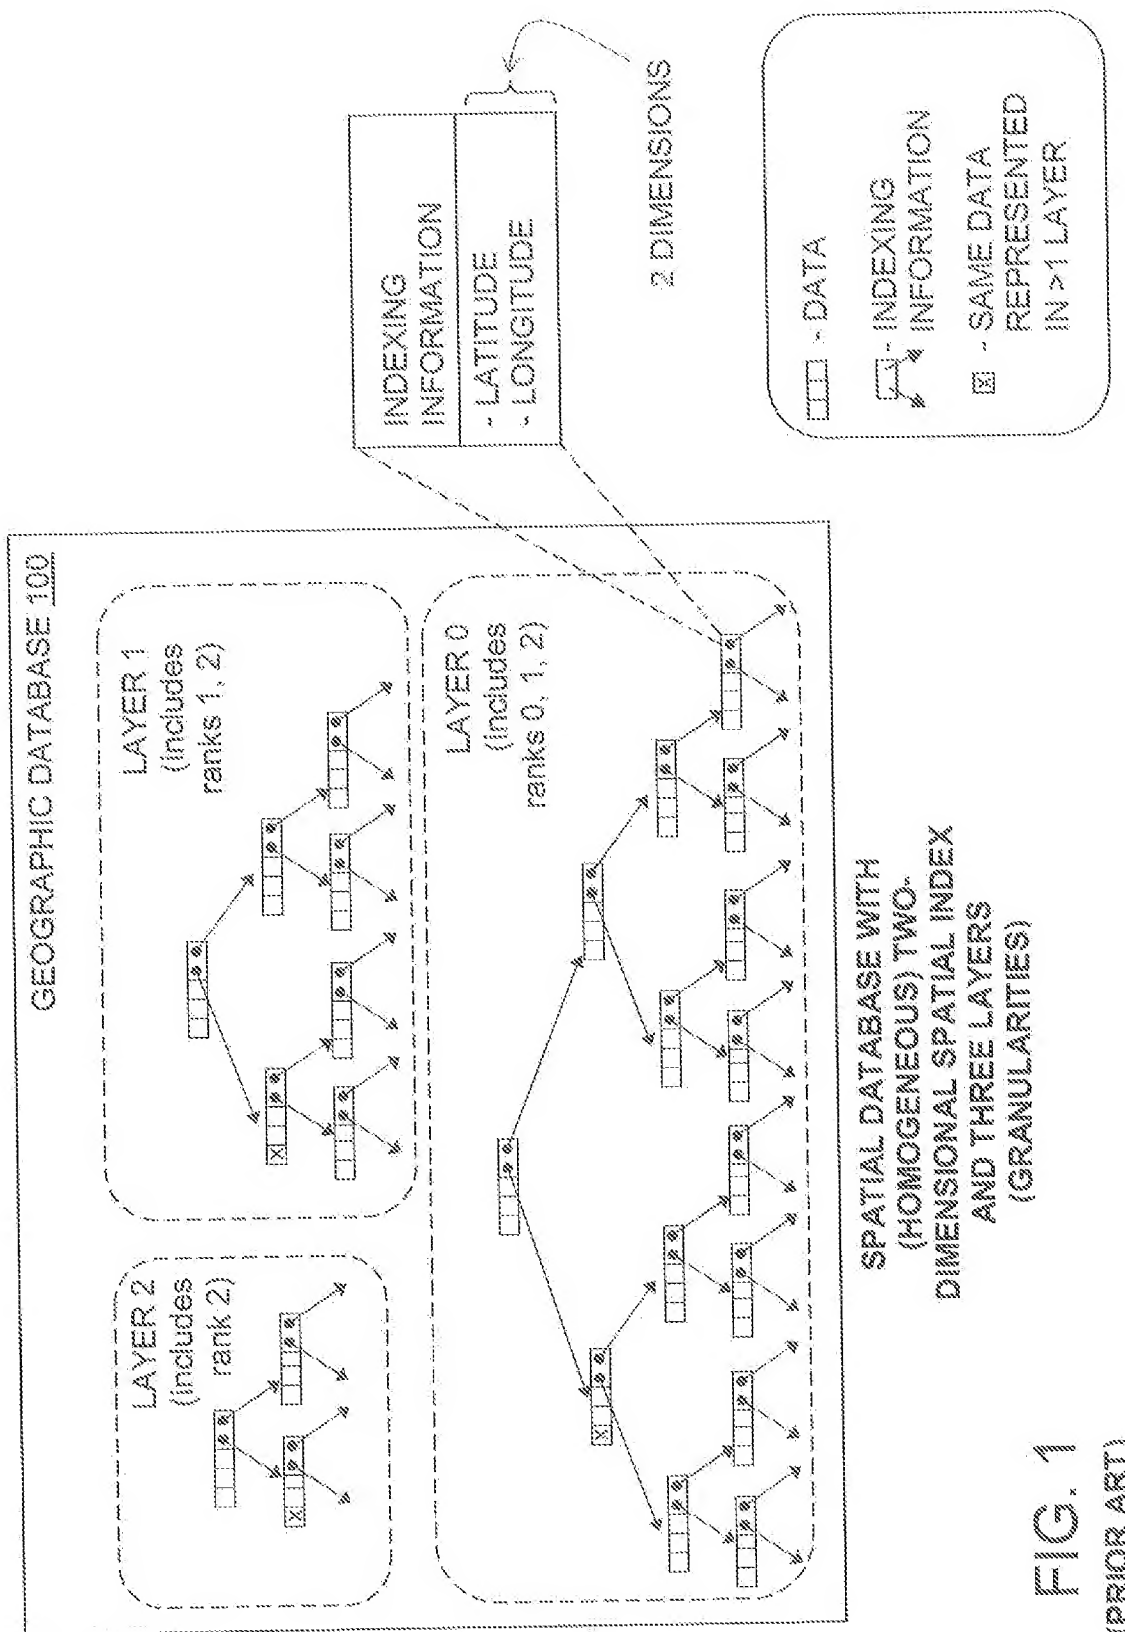 GEOGRAPHIC DATABASE 100
LAYER 2
(includes
rank 2)
LAYER 1
(includes
ranks 1, 2)
LAYER 0
(includes
ranks 0, 1, 2)
X
X
X
INDEXING
INFORMATION
- LATITUDE
- LONGITUDE
2 DIMENSIONS
SPATIAL DATABASE WITH
(HOMOGENEOUS) TWO-
DIMENSIONAL SPATIAL INDEX
AND THREE LAYERS
(GRANULARITIES)
- DATA
- INDEXING
INFORMATION
X - SAME DATA
REPRESENTED
IN >1 LAYER
FIG. 1
(PRIOR ART)